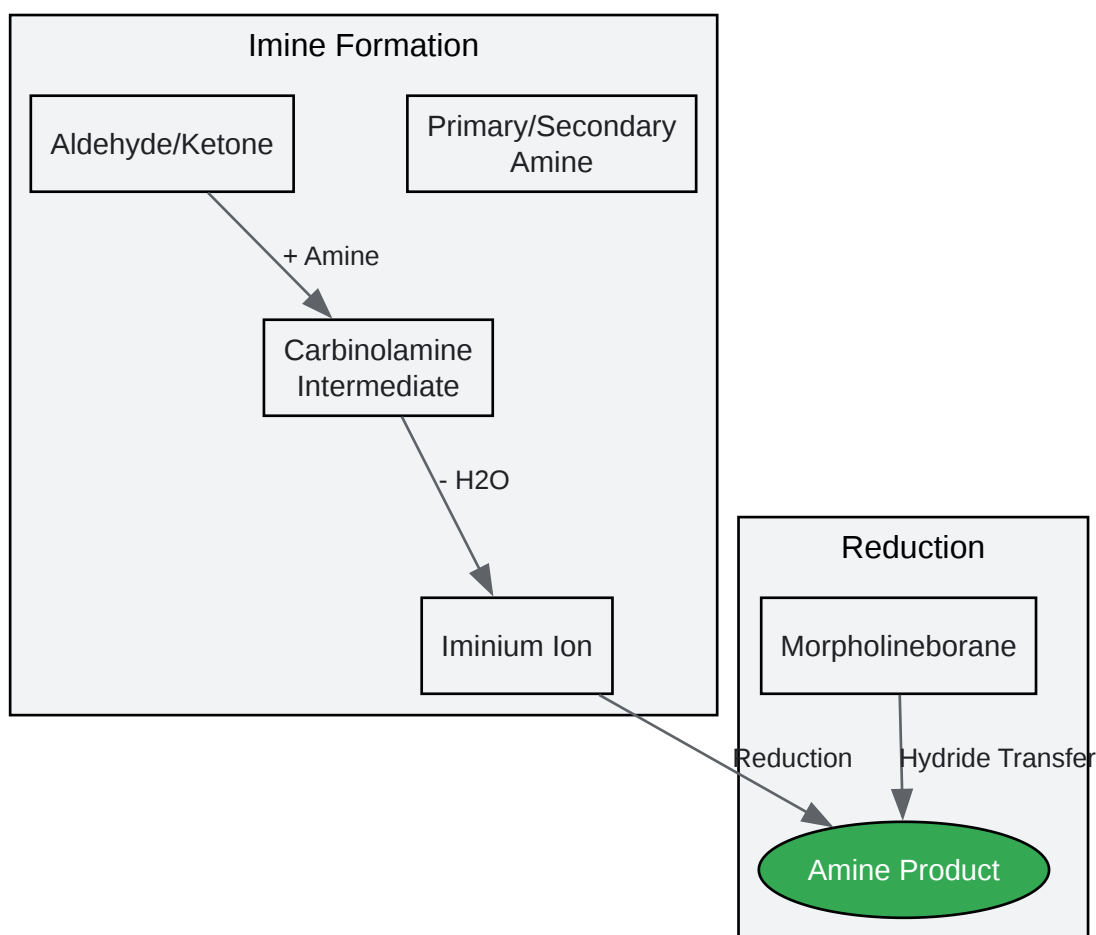 Imine Formation
Aldehyde/Ketone
Primary/Secondary
Amine
+ Amine
Carbinolamine
Intermediate
- H2O
Iminium Ion
Reduction
Morpholineborane
Reduction
Hydride Transfer
Amine Product